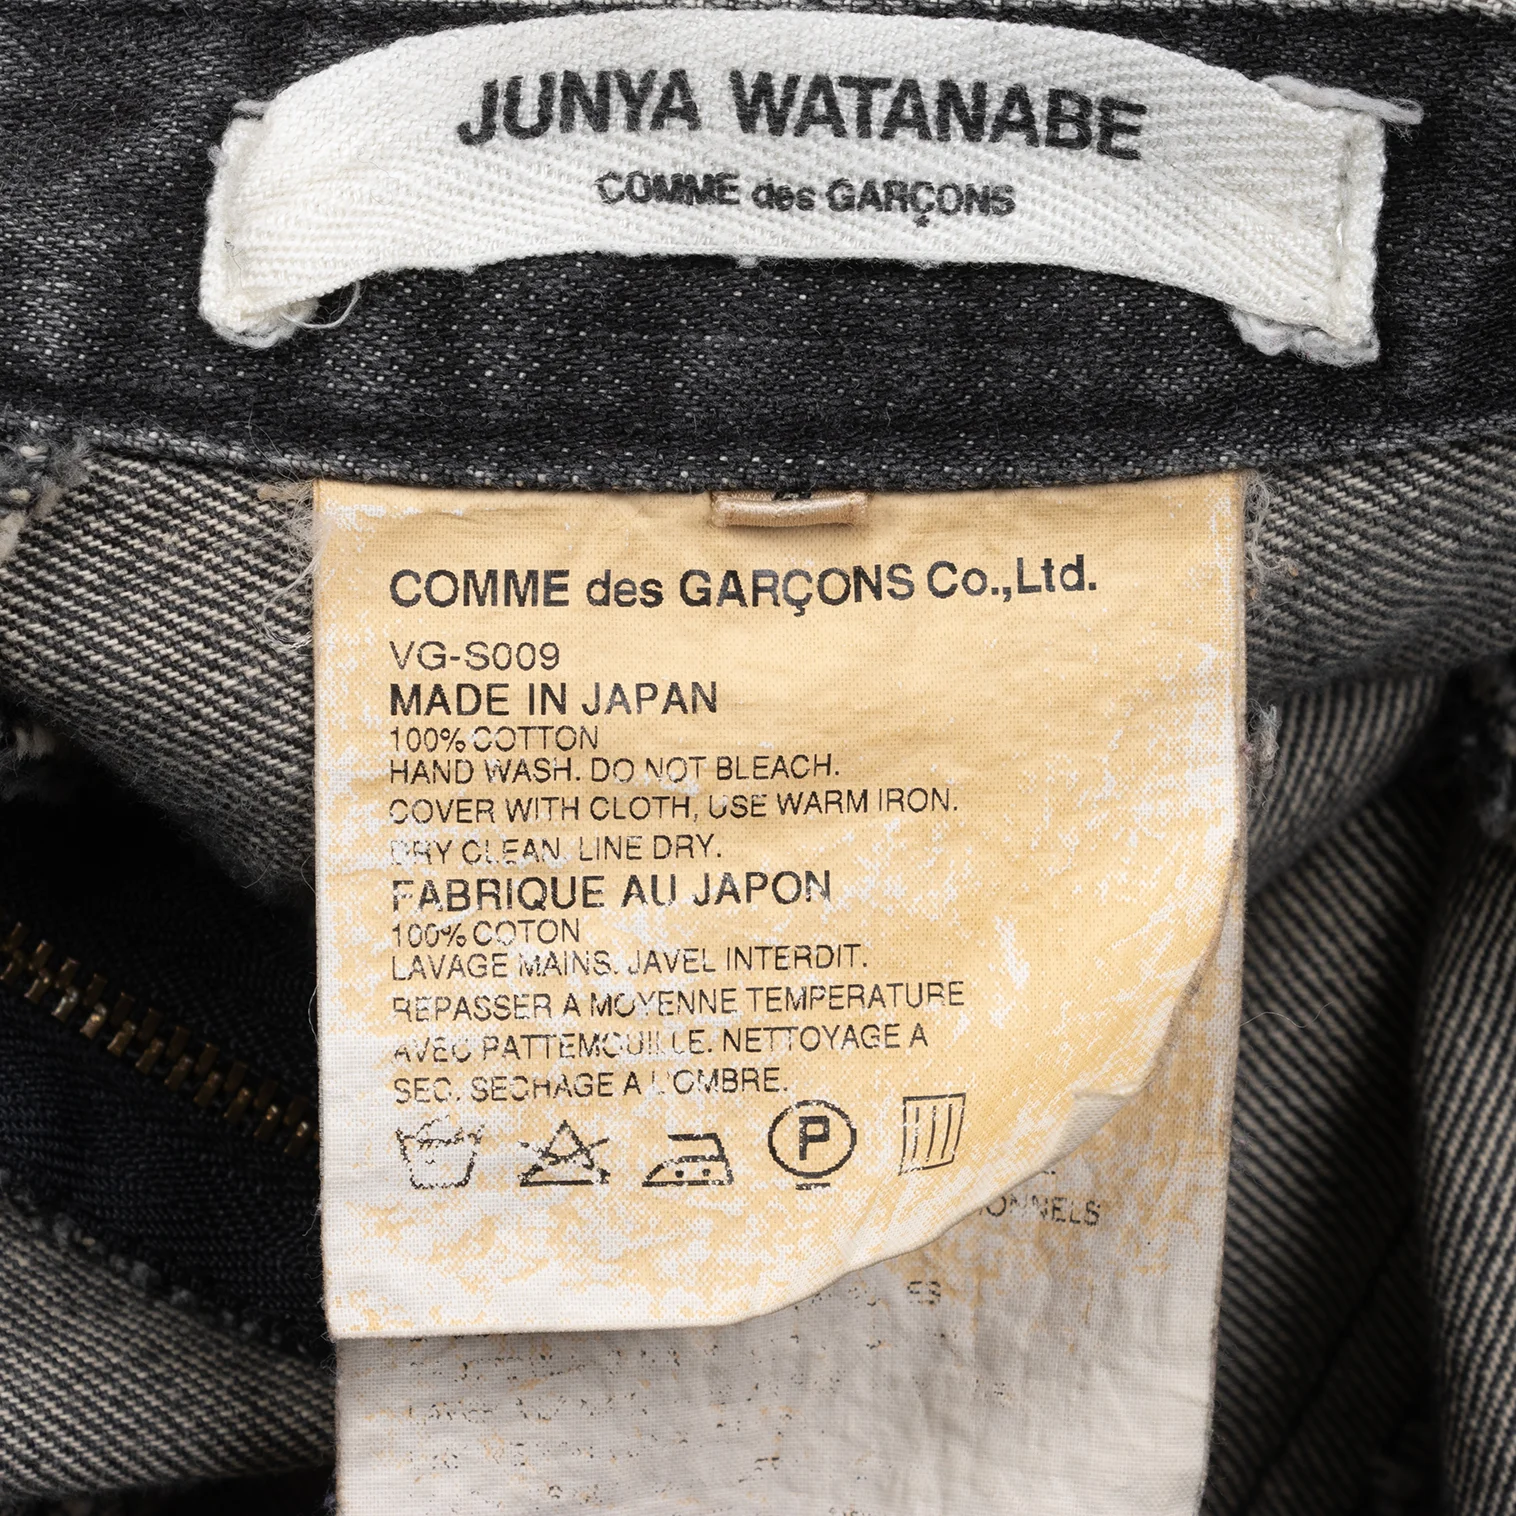 JUNYA WATANABE
COMME des GARÇONS
COMME des GARÇONS Co.,Ltd.
VG-S009
MADE IN JAPAN
100% COTTON
HAND WASH. DO NOT BLEACH.
COVER WITH CLOTH, USE WARM IRON.
DRY CLEAN. LINE DRY.
FABRIQUE AU JAPON
100% COTON
LAVAGE MAINS. JAVEL INTERDIT.
REPASSER A MOYENNE TEMPERATURE
AVEC PATTEMOUILLE. NETTOYAGE A
SEC. SECHAGE A L'OMBRE.
P